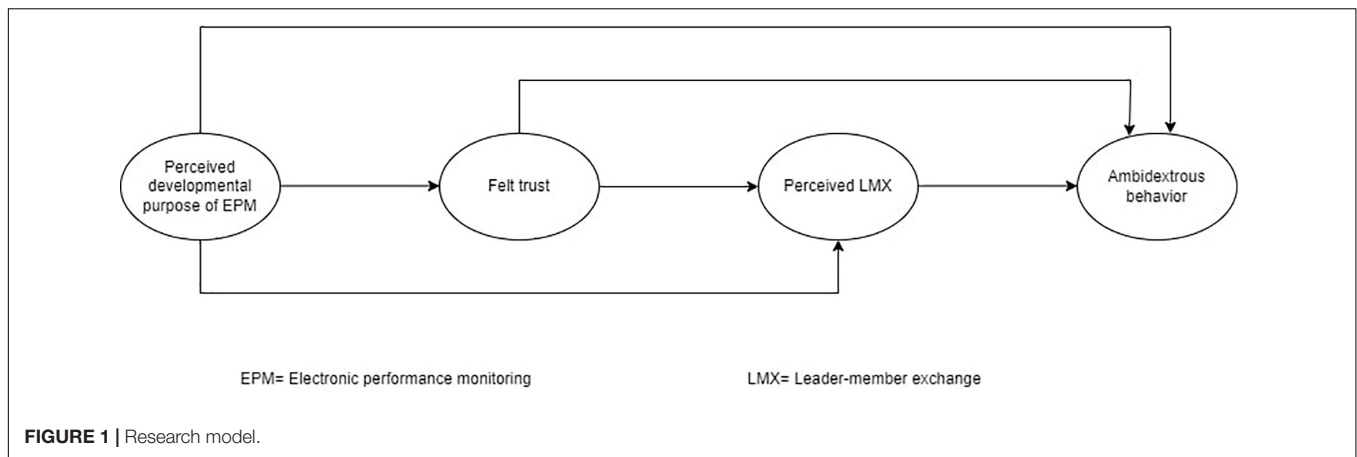 Perceived
developmental
purpose of EPM
Felt trust
Perceived LMX
Ambidextrous
behavior
EPM= Electronic performance monitoring
LMX= Leader-member exchange
FIGURE 1 | Research model.